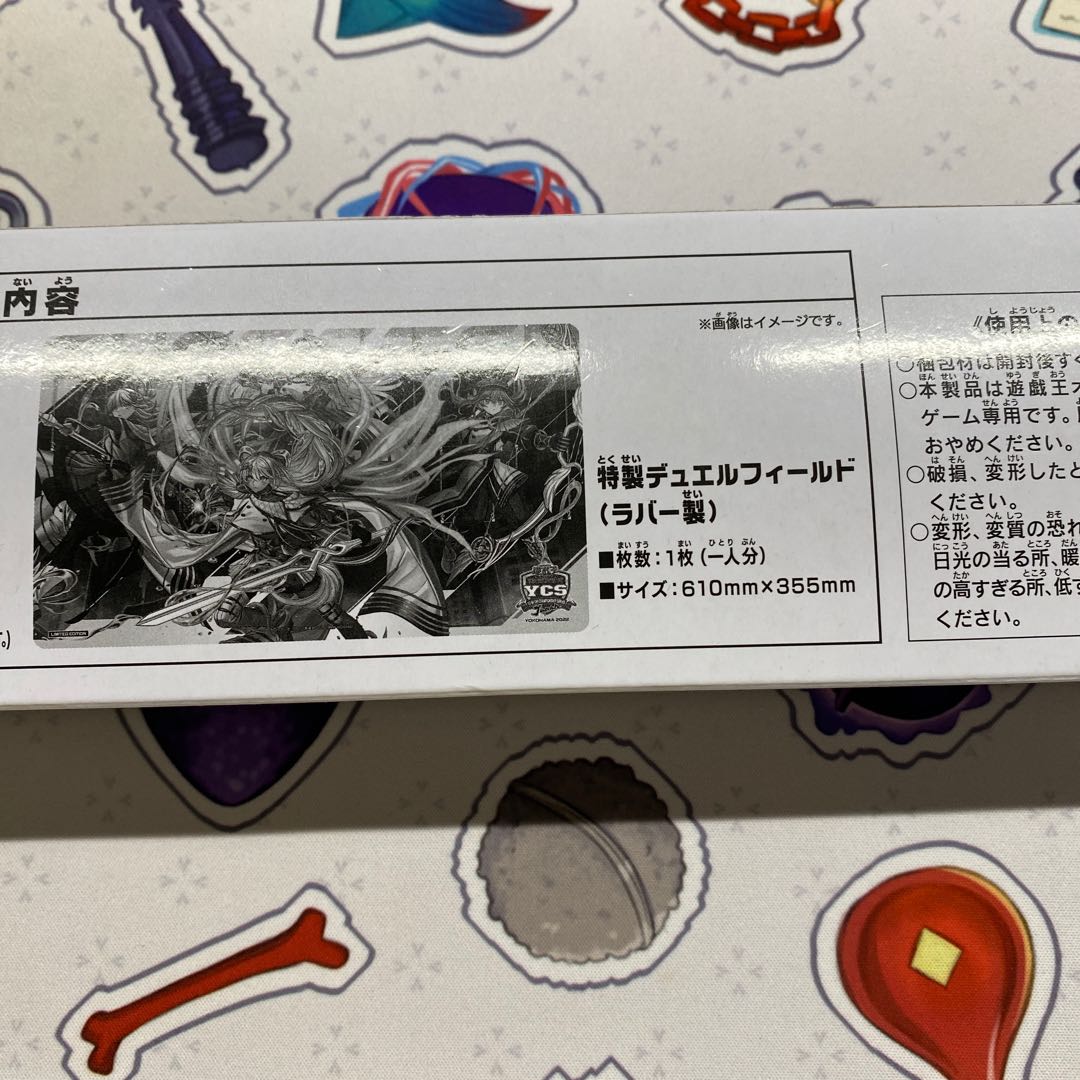 内容
※画像はイメージです。
特製デュエルフィールド
（ラバー製）
■枚数：1枚（一人分）
■サイズ：610mm×355mm
LIMITED EDITION
YCS
YOKOHAMA 2022
《使用上の
○梱包材は開封後す
○本製品は遊戯王
ゲーム専用です。
おやめください。
○破損、変形したと
ください。
○変形、変質の恐れ
日光の当る所、暖
の高すぎる所、低す
ください。